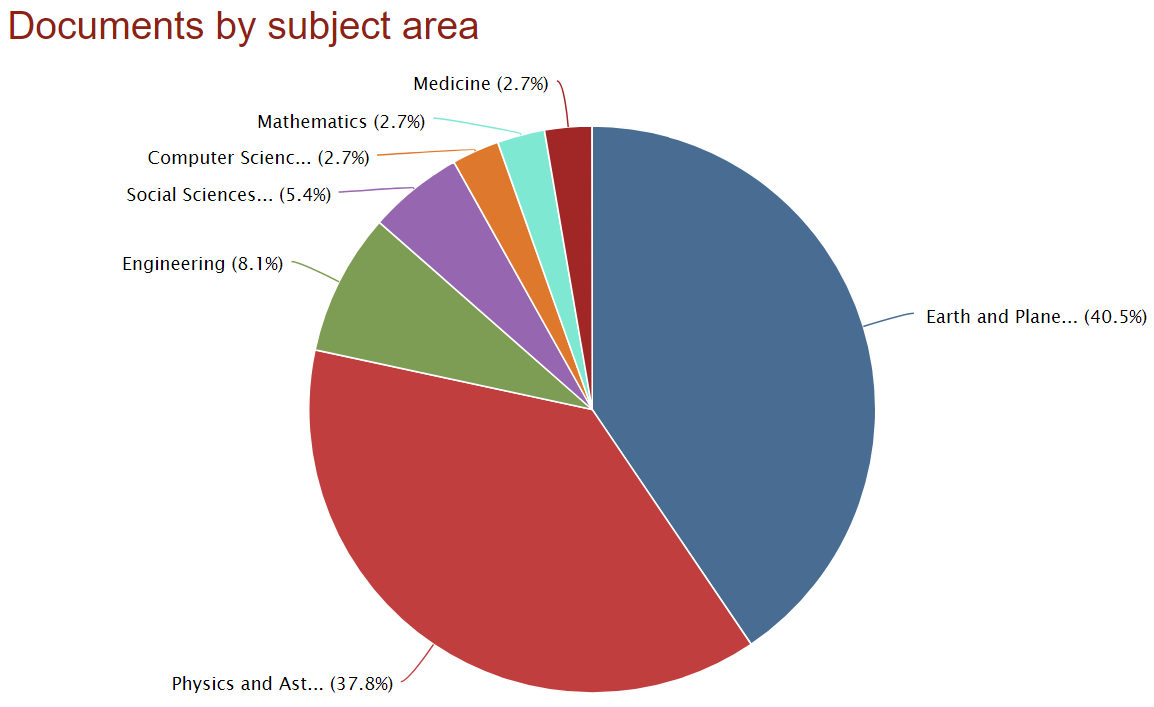 Documents by subject area
Medicine (2.7%)
Mathematics (2.7%)
Computer Scienc... (2.7%)
Social Sciences... (5.4%)
Engineering (8.1%)
Earth and Plane... (40.5%)
Physics and Ast... (37.8%)